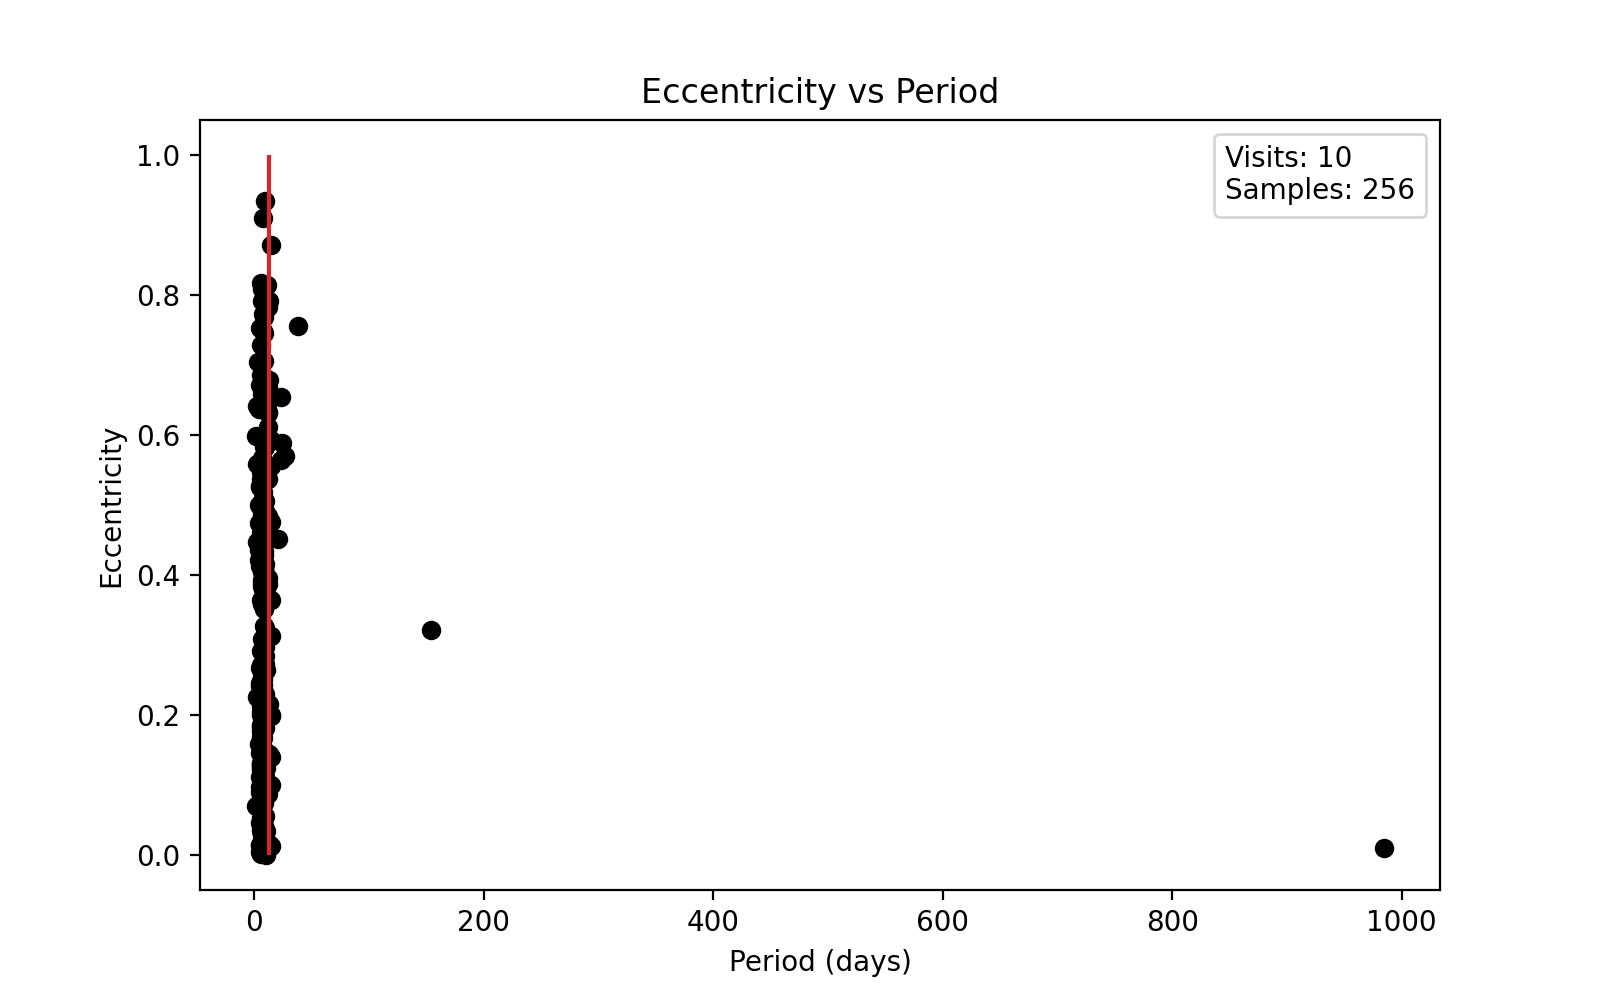 Eccentricity vs Period
Visits: 10
Samples: 256
Eccentricity
1.0
0.8
0.6
0.4
0.2
0.0
0 200 400 600 800 1000
Period (days)